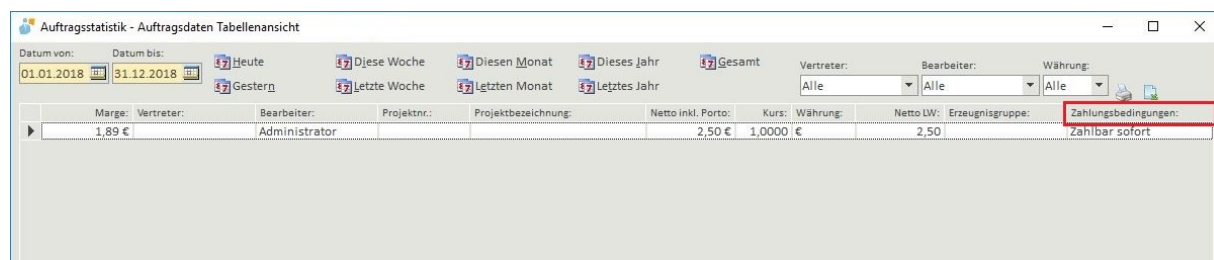 Auftragsstatistik - Auftragsdaten Tabellenansicht
Datum von: Datum bis:
01.01.2018 31.12.2018
Heute Diese Woche Diesen Monat Dieses Jahr Gesamt
Gestern Letzte Woche Letzten Monat Letztes Jahr
Vertreter: Bearbeiter: Währung:
Alle Alle Alle
Marge: Vertreter: Bearbeiter: Projektnr.: Projektbezeichnung: Netto inkl. Porto: Kurs: Währung: Netto LW: Erzeugnisgruppe: Zahlungsbedingungen:
1,89 € Administrator 2,50 € 1,0000 € 2,50 Zahlbar sofort